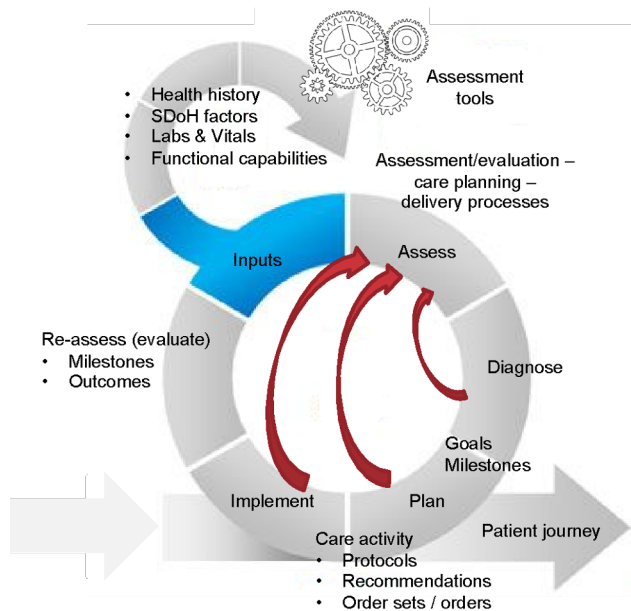 Assessment
tools
• Health history
• SDoH factors
• Labs & Vitals
• Functional capabilities
Assessment/evaluation –
care planning –
delivery processes
Inputs
Assess
Re-assess (evaluate)
• Milestones
• Outcomes
Diagnose
Goals
Milestones
Implement
Plan
Patient journey
Care activity
• Protocols
• Recommendations
• Order sets / orders